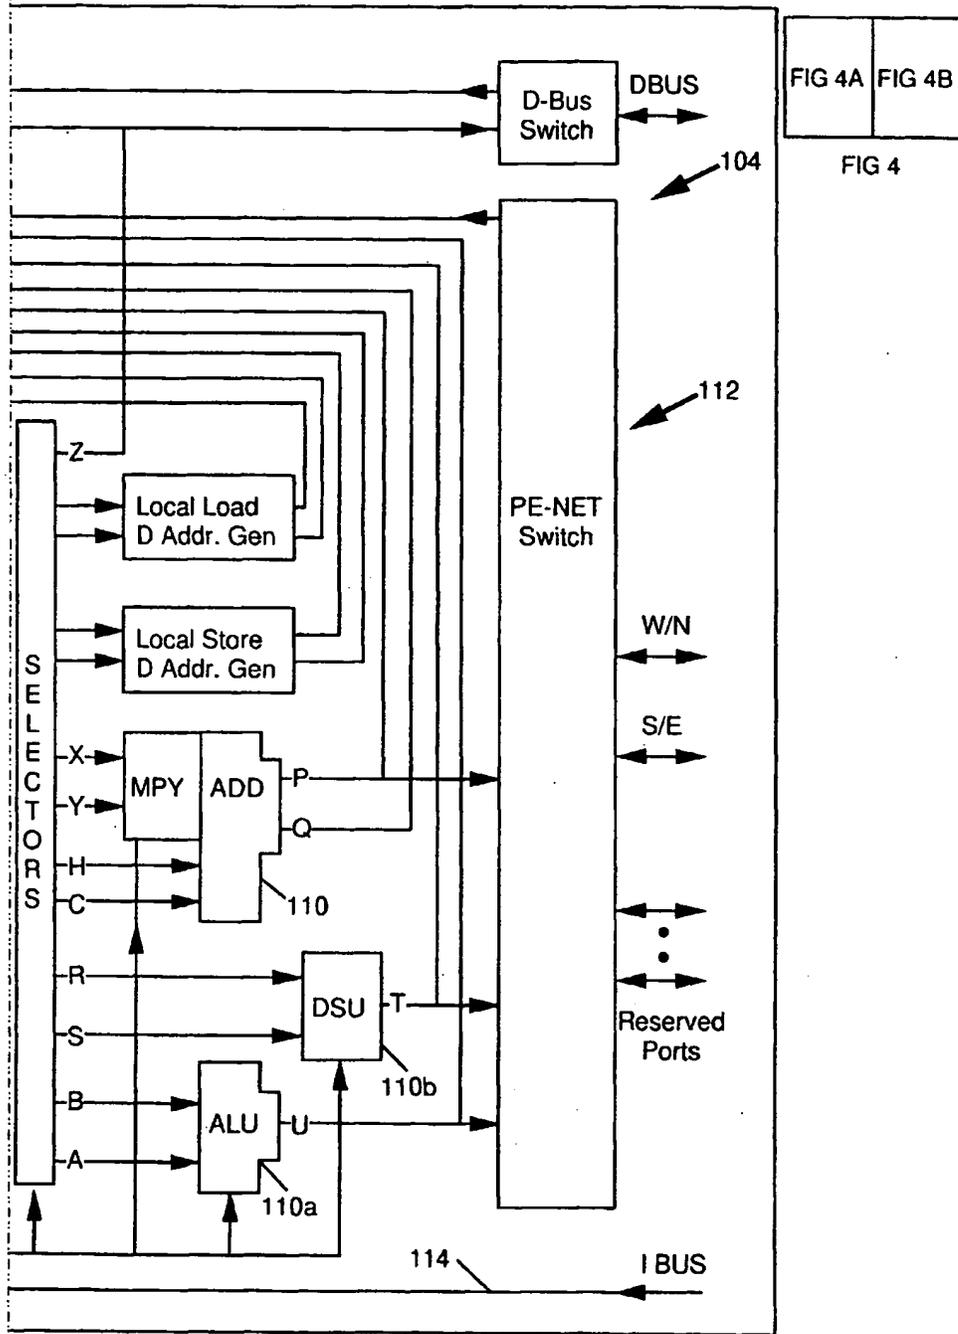 FIG 4A FIG 4B
FIG 4
D-Bus
Switch
DBUS
104
112
PE-NET
Switch
SELECTORS
Z
Local Load
D Addr. Gen
Local Store
D Addr. Gen
W/N
S/E
X
Y
H
C
MPY
ADD
P
Q
110
R
S
DSU
T
110b
Reserved
Ports
B
A
ALU
U
110a
114
I BUS